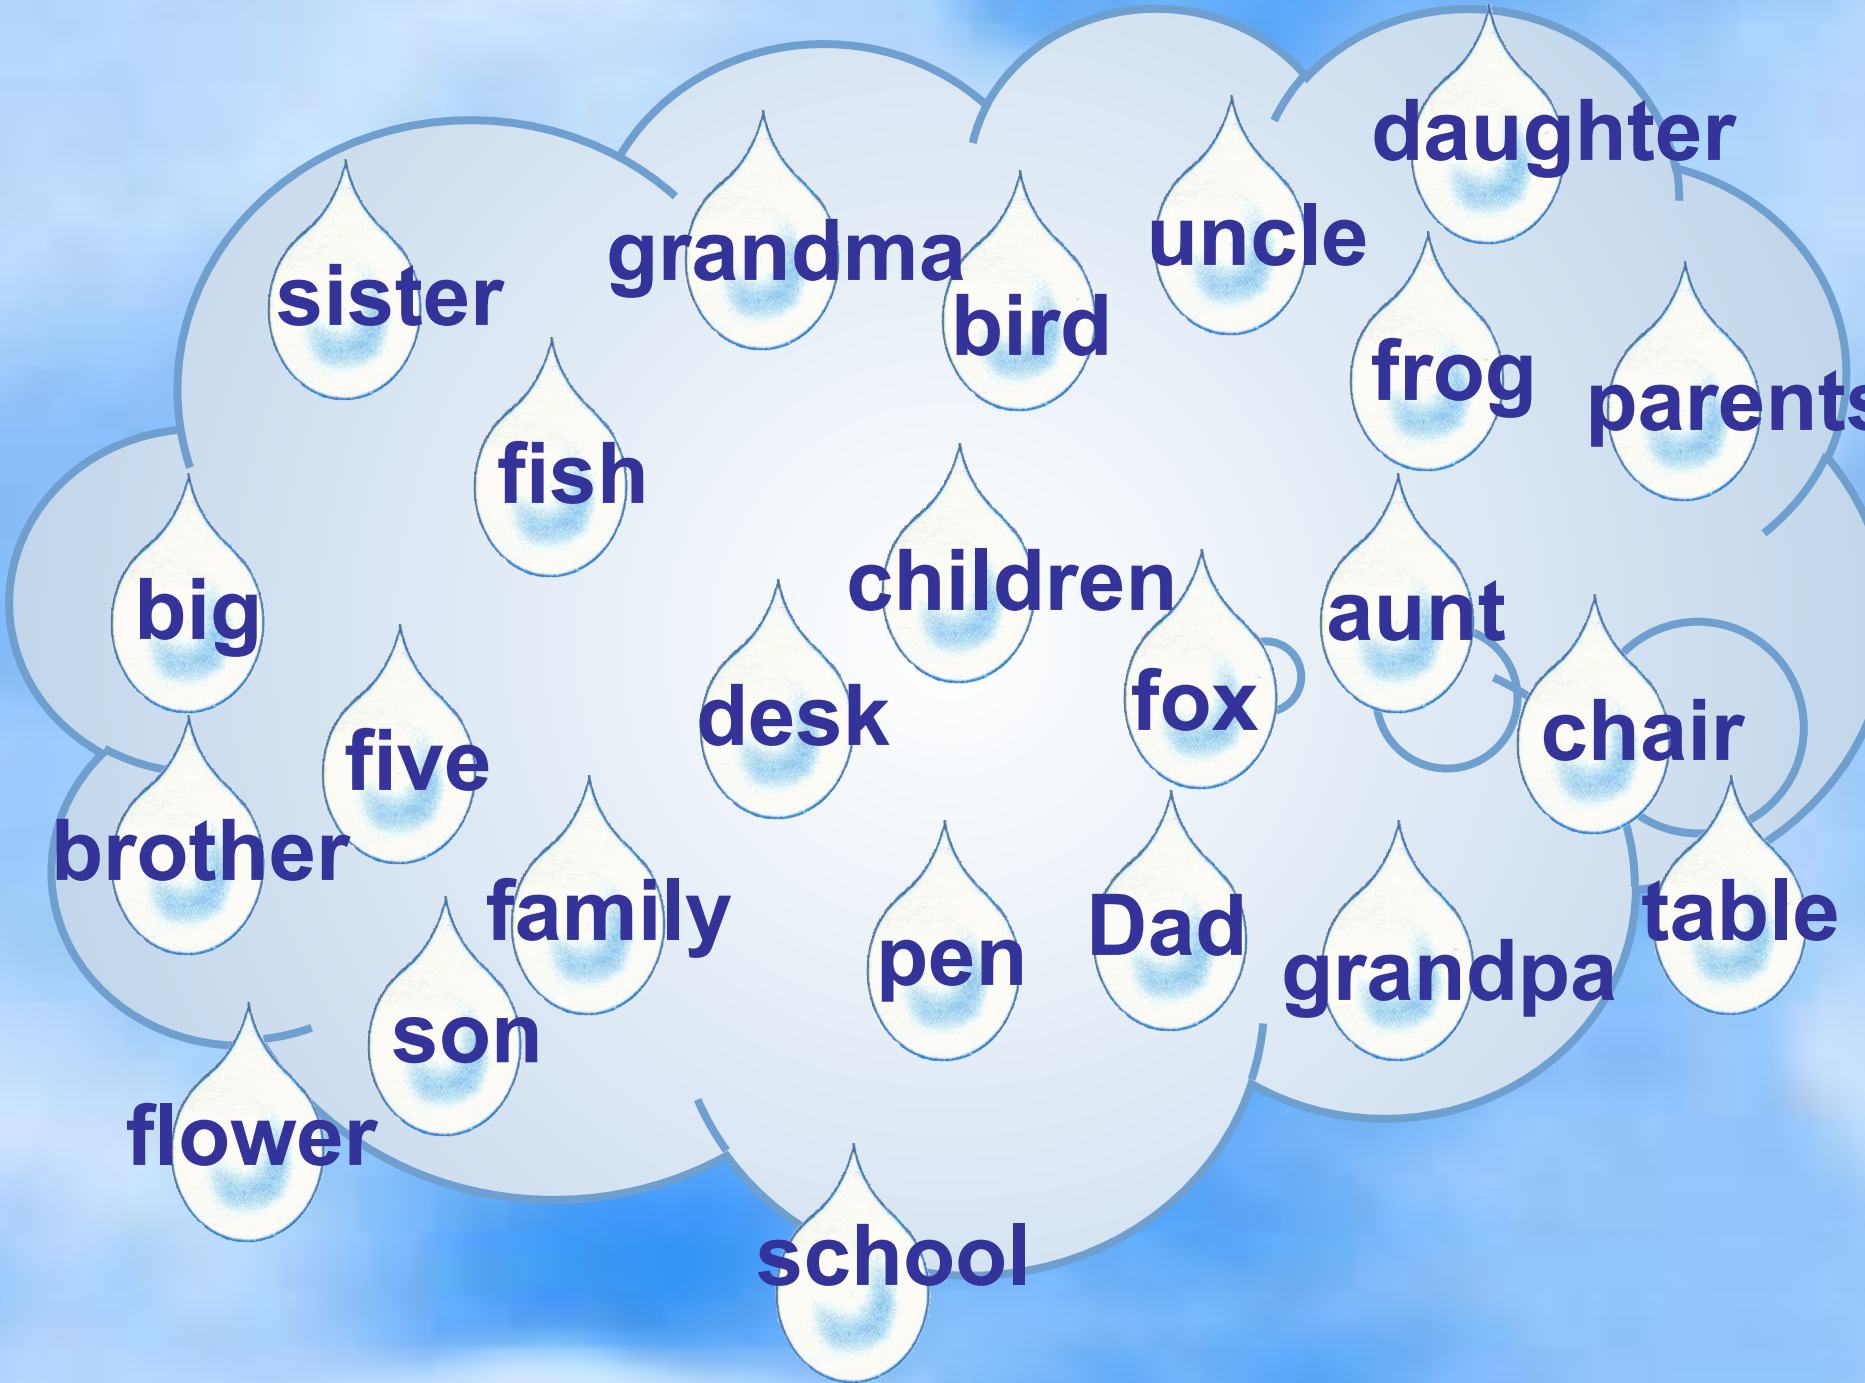 daughter
uncle
grandma
sister
bird
frog
parents
fish
children
big
aunt
fox
desk
chair
five
brother
family
Dad
table
pen
grandpa
son
flower
school